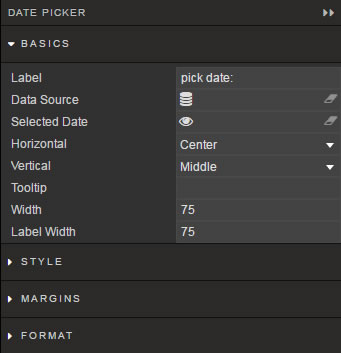 DATE PICKER
BASICS
Label pick date:
Data Source
Selected Date
Horizontal Center
Vertical Middle
Tooltip
Width 75
Label Width 75
STYLE
MARGINS
FORMAT